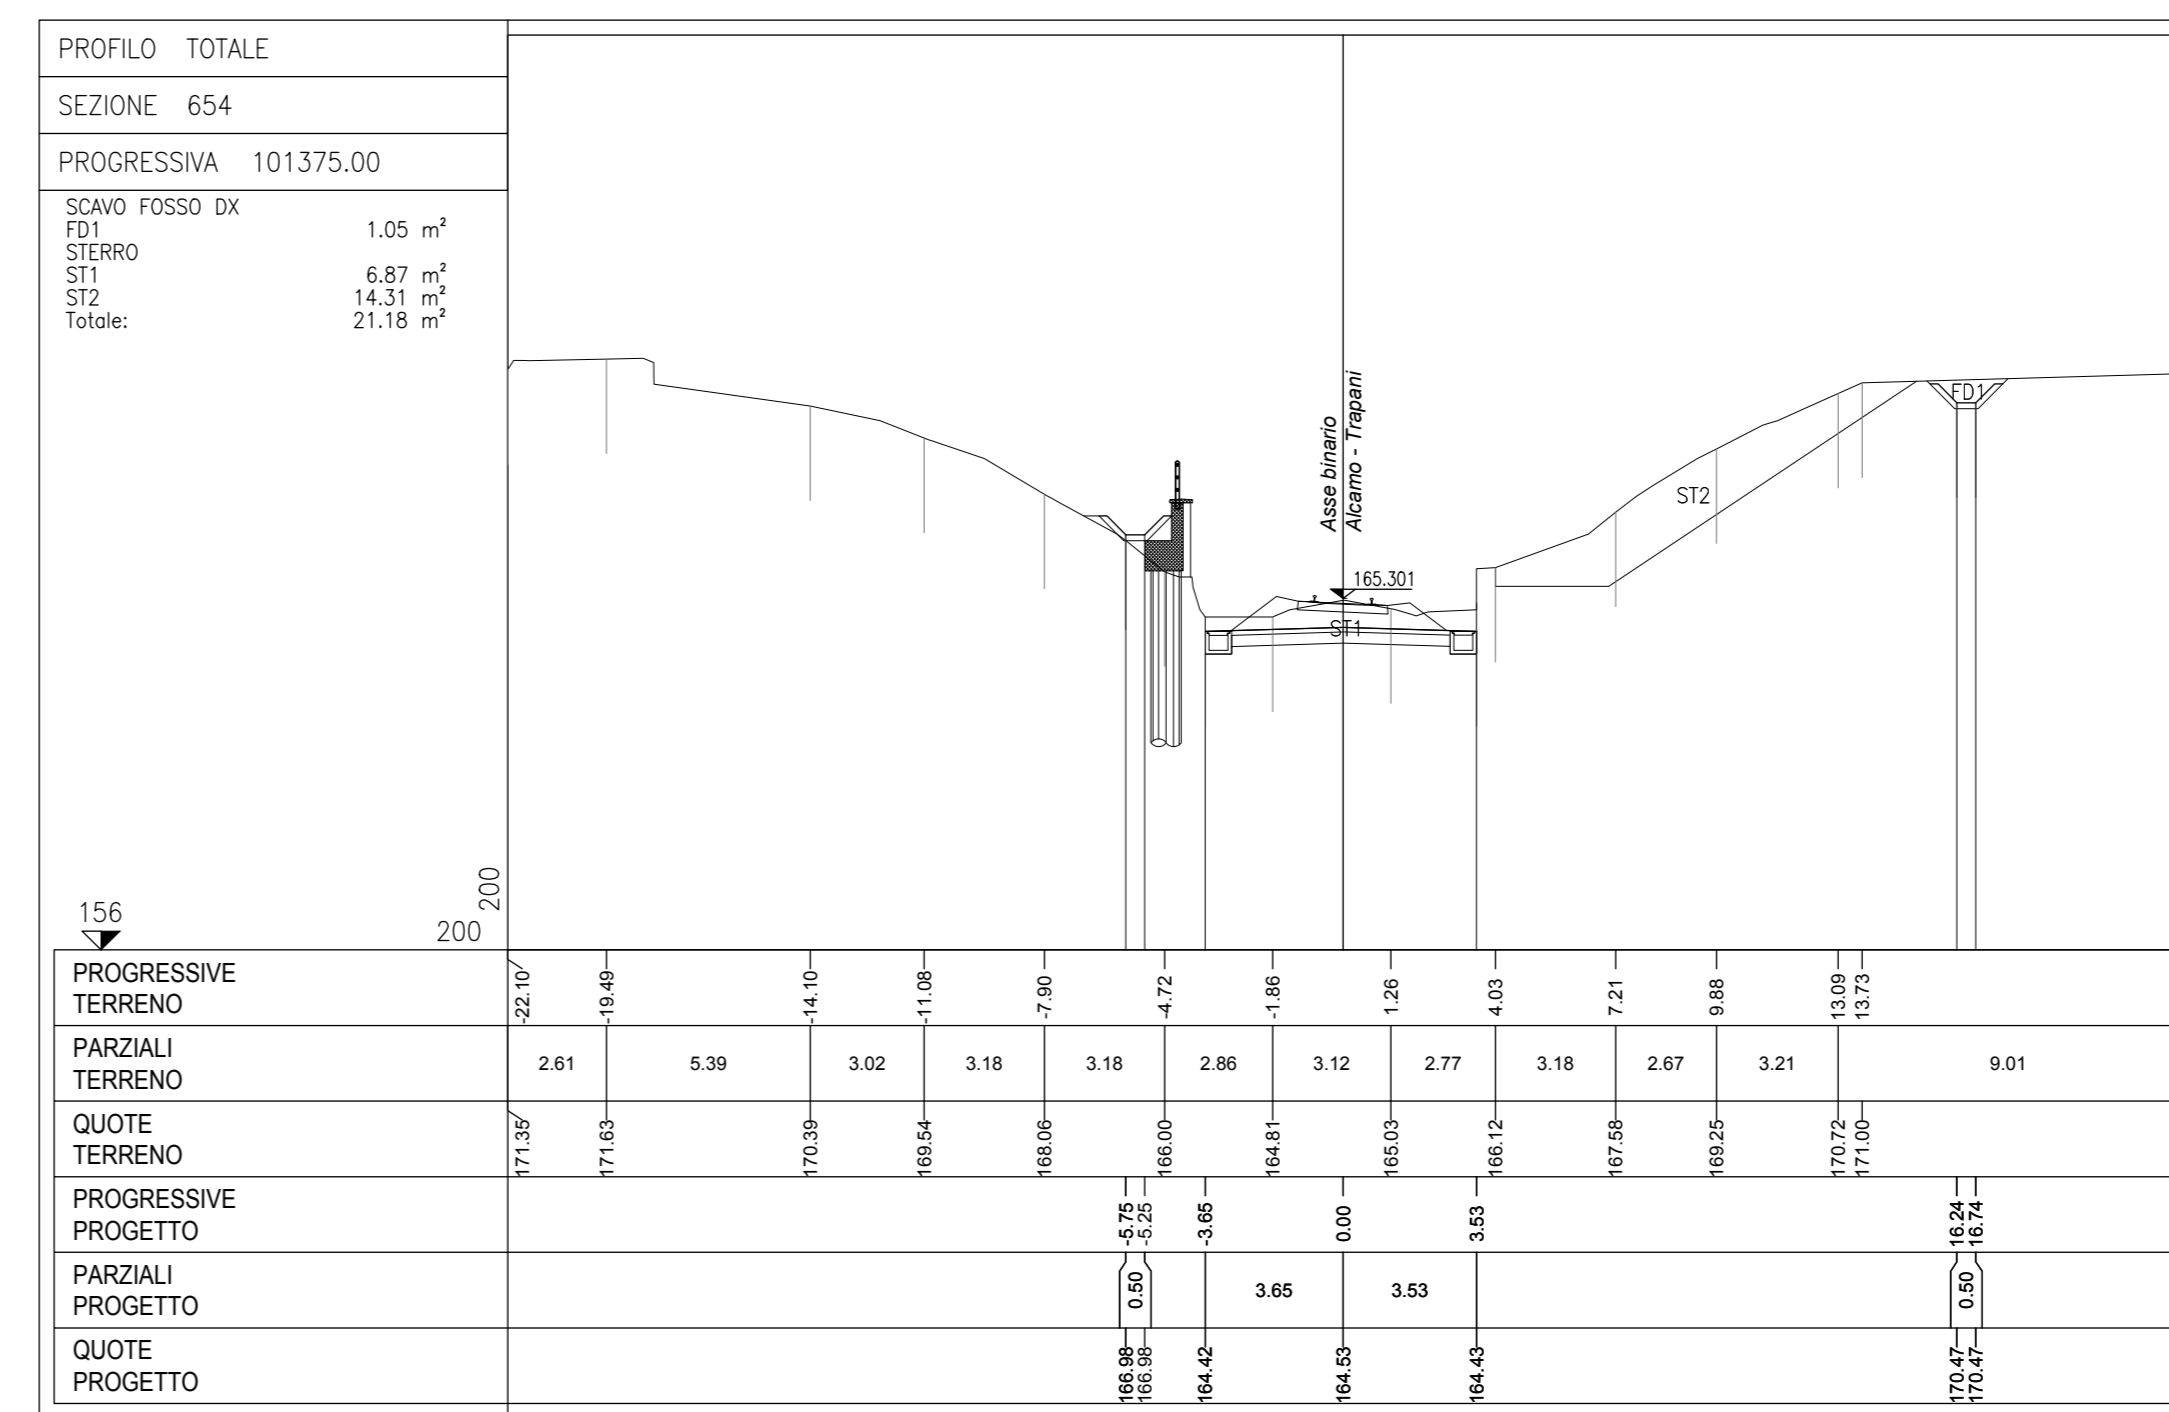 PROFILO TOTALE
SEZIONE 654
PROGRESSIVA 101375.00
SCAVO FOSSO DX
FD1 1.05 m²
STERRO
ST1 6.87 m²
ST2 14.31 m²
Totale: 21.18 m²
Asse binario
Alcamo - Trapani
FD1
ST2
165.301
ST1
200
156
200
PROGRESSIVE
TERRENO
-22.10 -19.49 -14.10 -11.08 -7.90 -4.72 -1.86 1.26 4.03 7.21 9.88 13.09 13.73
PARZIALI
TERRENO
2.61 5.39 3.02 3.18 3.18 2.86 3.12 2.77 3.18 2.67 3.21 9.01
QUOTE
TERRENO
171.35 171.63 170.39 169.54 168.06 166.00 164.81 165.03 166.12 167.58 169.25 170.72 171.00
PROGRESSIVE
PROGETTO
-5.75 -5.25 -3.65 0.00 3.53 16.24 16.74
PARZIALI
PROGETTO
0.50 3.65 3.53 0.50
QUOTE
PROGETTO
166.98 166.98 164.42 164.53 164.43 170.47 170.47